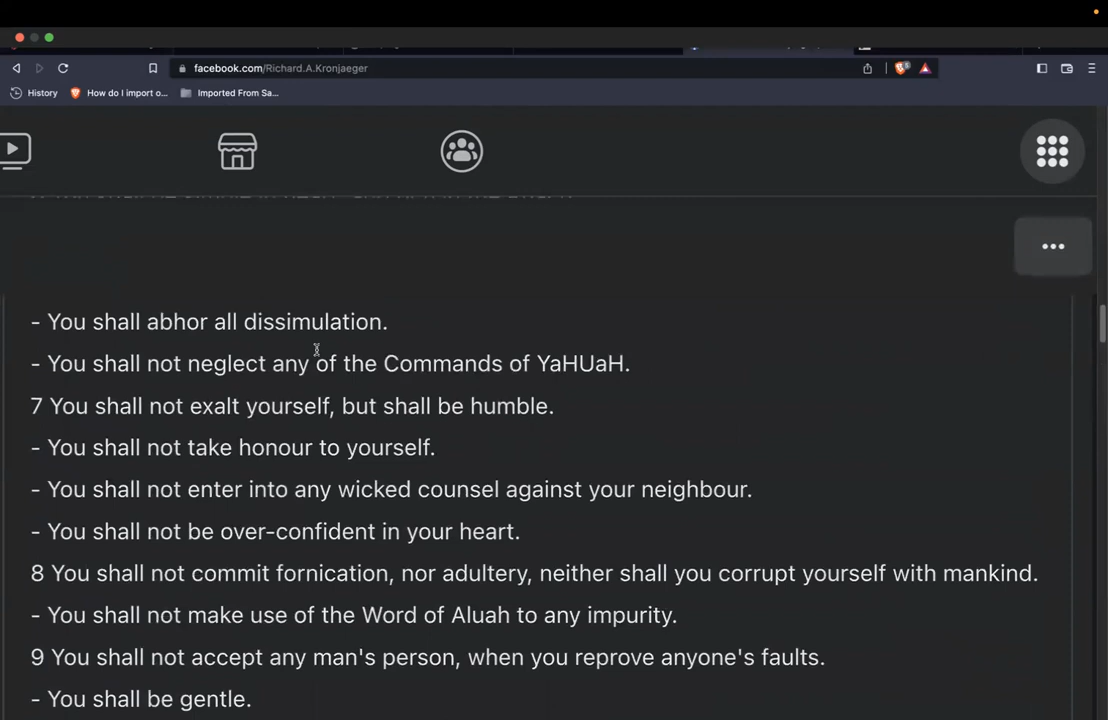 facebook.com/Richard.A.Kronjaeger
History
How do I import o...
Imported From Sa...
- You shall abhor all dissimulation.
- You shall not neglect any of the Commands of YaHUaH.
7 You shall not exalt yourself, but shall be humble.
- You shall not take honour to yourself.
- You shall not enter into any wicked counsel against your neighbour.
- You shall not be over-confident in your heart.
8 You shall not commit fornication, nor adultery, neither shall you corrupt yourself with mankind.
- You shall not make use of the Word of Aluah to any impurity.
9 You shall not accept any man's person, when you reprove anyone's faults.
- You shall be gentle.